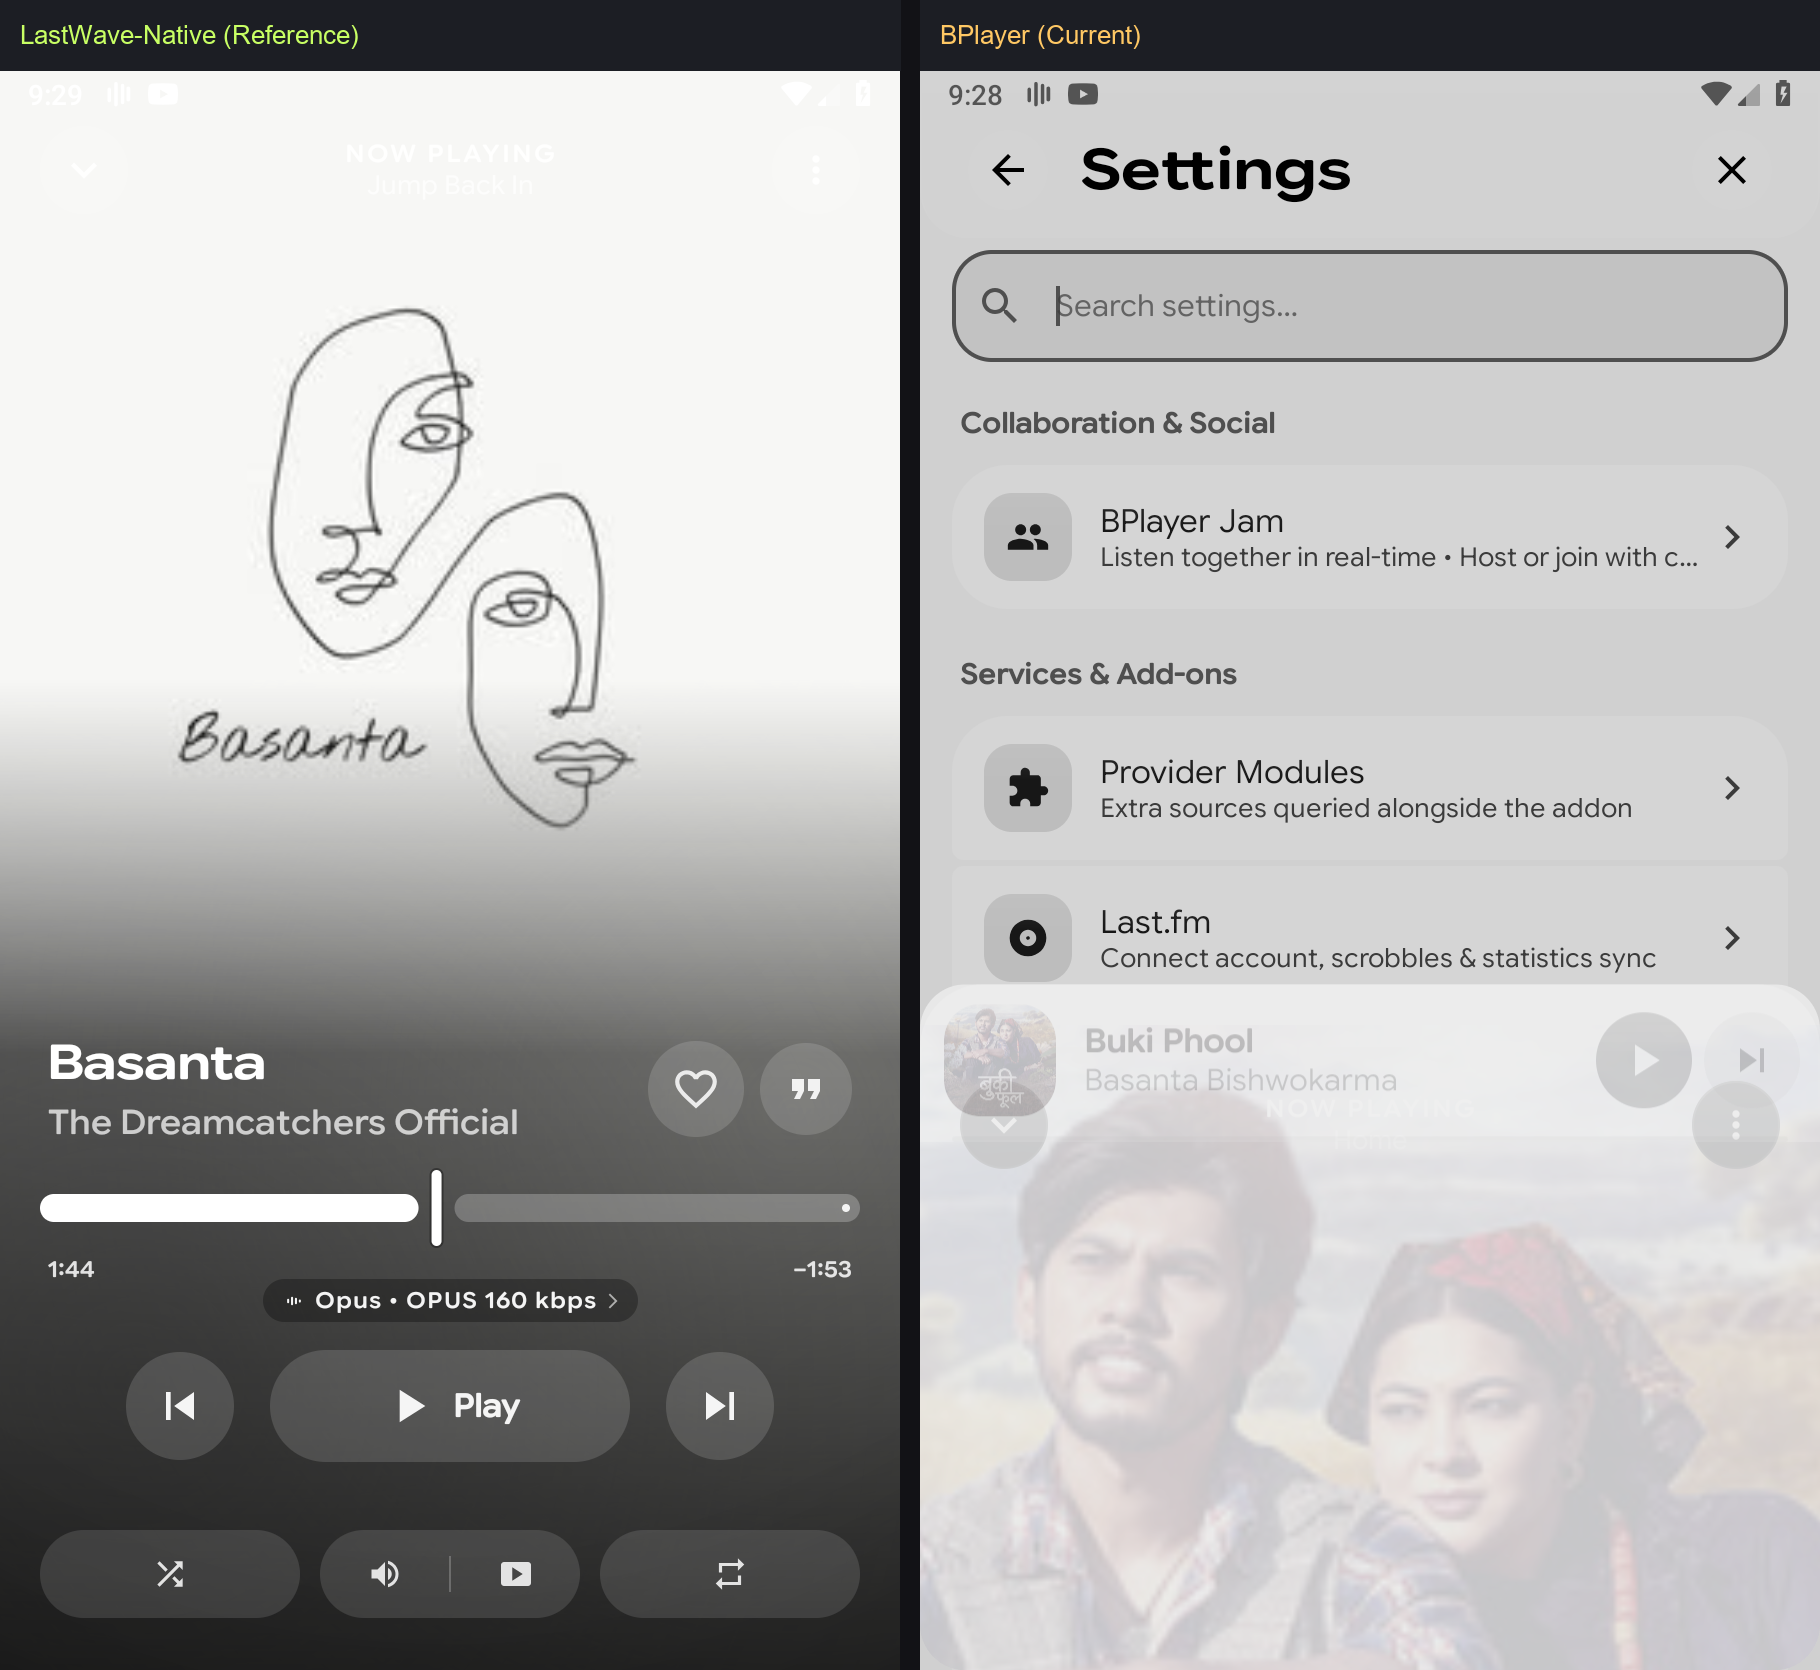 LastWave-Native (Reference)
9:29
NOW PLAYING
Jump Back In
Basanta
Basanta
The Dreamcatchers Official
1:44
−1:53
Opus • OPUS 160 kbps
Play
BPlayer (Current)
9:28
Settings
Search settings...
Collaboration & Social
BPlayer Jam
Listen together in real-time • Host or join with c...
Services & Add-ons
Provider Modules
Extra sources queried alongside the addon
Last.fm
Connect account, scrobbles & statistics sync
बुकी
फूल
Buki Phool
Basanta Bishwokarma
NOW PLAYING
Home